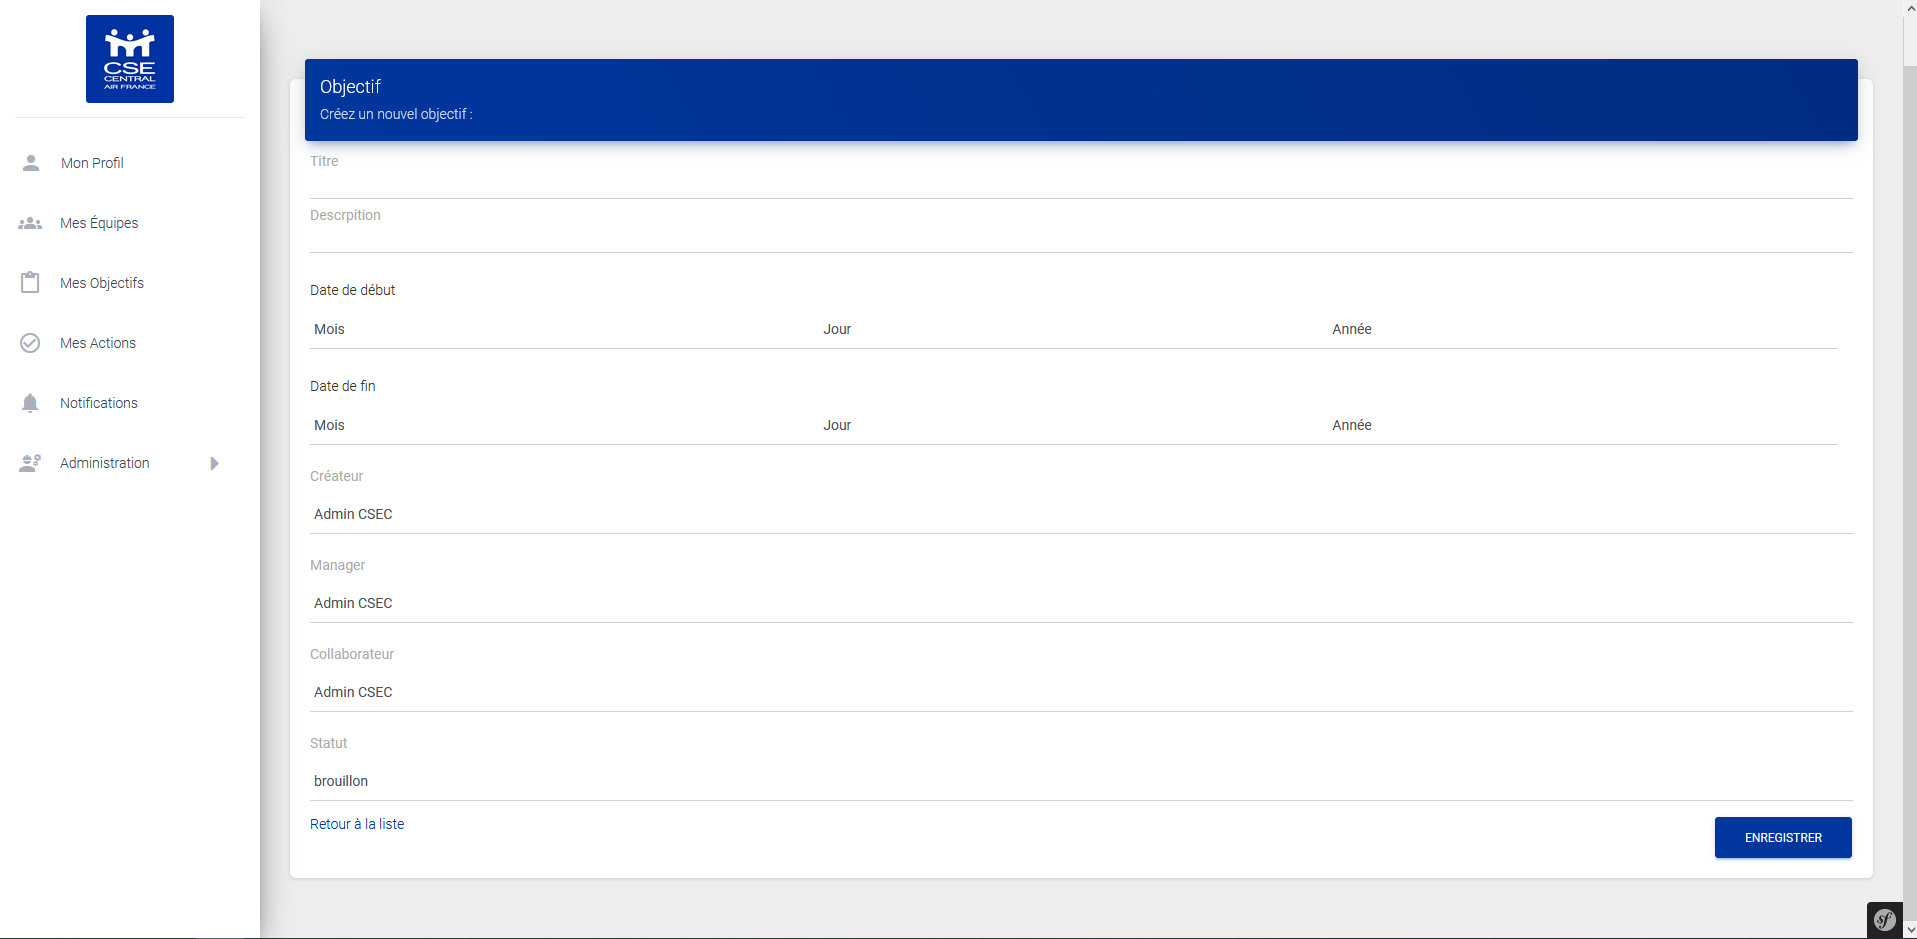 CSE
CENTRAL
AIR FRANCE
Mon Profil
Mes Équipes
Mes Objectifs
Mes Actions
Notifications
Administration
Objectif
Créez un nouvel objectif :
Titre
Descrpition
Date de début
Mois Jour Année
Date de fin
Mois Jour Année
Créateur
Admin CSEC
Manager
Admin CSEC
Collaborateur
Admin CSEC
Statut
brouillon
Retour à la liste
ENREGISTRER
sf